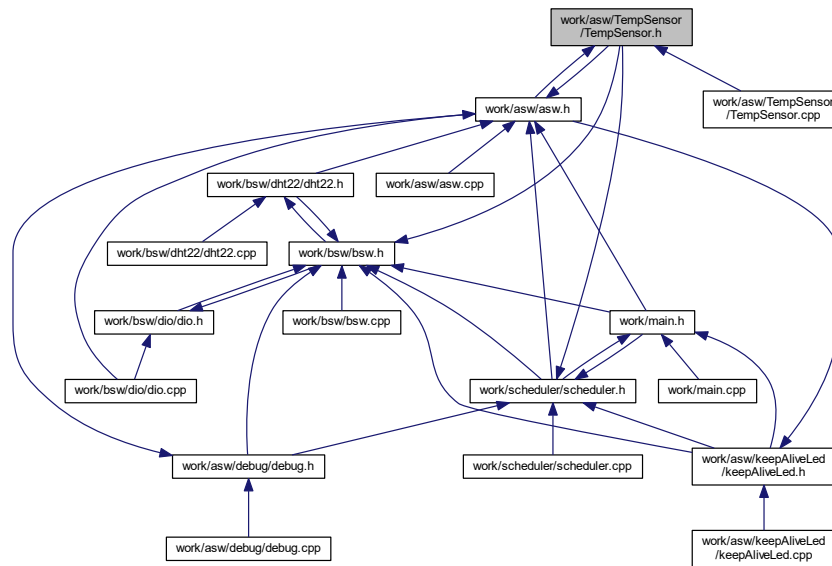 work/asw/TempSensor
/TempSensor.h
work/asw/asw.h
work/asw/TempSensor
/TempSensor.cpp
work/bsw/dht22/dht22.h
work/asw/asw.cpp
work/bsw/dht22/dht22.cpp
work/bsw/bsw.h
work/bsw/dio/dio.h
work/bsw/bsw.cpp
work/main.h
work/bsw/dio/dio.cpp
work/scheduler/scheduler.h
work/main.cpp
work/asw/debug/debug.h
work/scheduler/scheduler.cpp
work/asw/keepAliveLed
/keepAliveLed.h
work/asw/debug/debug.cpp
work/asw/keepAliveLed
/keepAliveLed.cpp